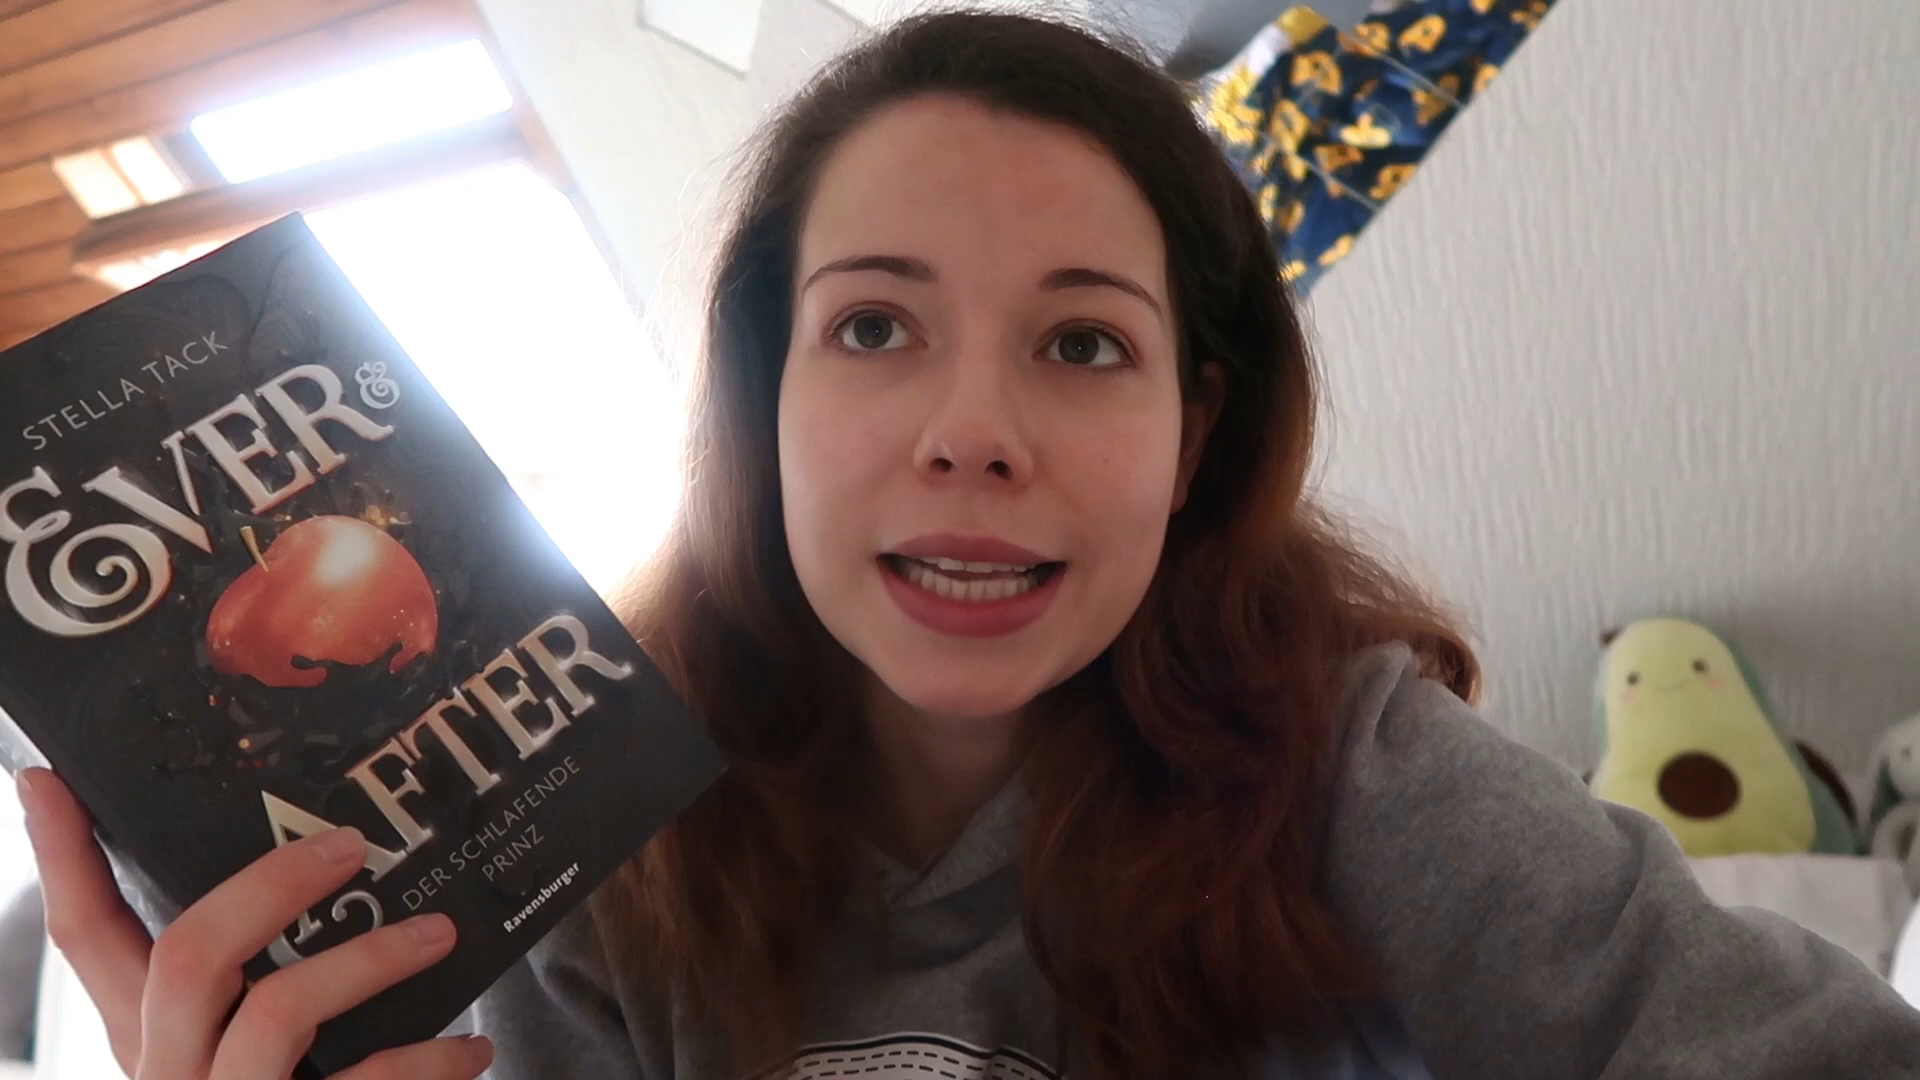 STELLA TACK
EVER &
AFTER
DER SCHLAFENDE
PRINZ
Ravensburger